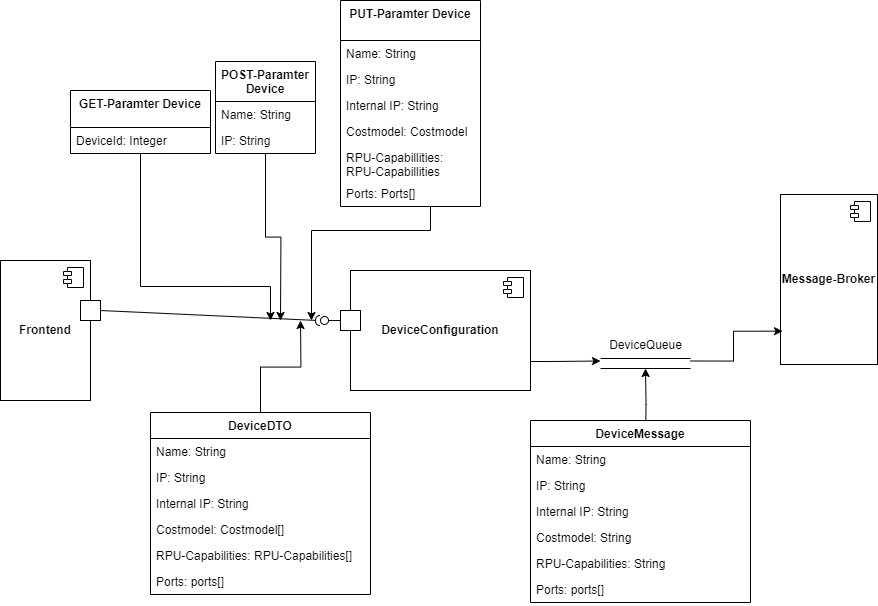 PUT-Paramter Device
Name: String
IP: String
Internal IP: String
Costmodel: Costmodel
RPU-Capabillities:
RPU-Capabillities
Ports: Ports[]
POST-Paramter
Device
Name: String
IP: String
GET-Paramter Device
DeviceId: Integer
Frontend
DeviceConfiguration
Message-Broker
DeviceQueue
DeviceDTO
Name: String
IP: String
Internal IP: String
Costmodel: Costmodel[]
RPU-Capabilities: RPU-Capabilities[]
Ports: ports[]
DeviceMessage
Name: String
IP: String
Internal IP: String
Costmodel: String
RPU-Capabilities: String
Ports: ports[]